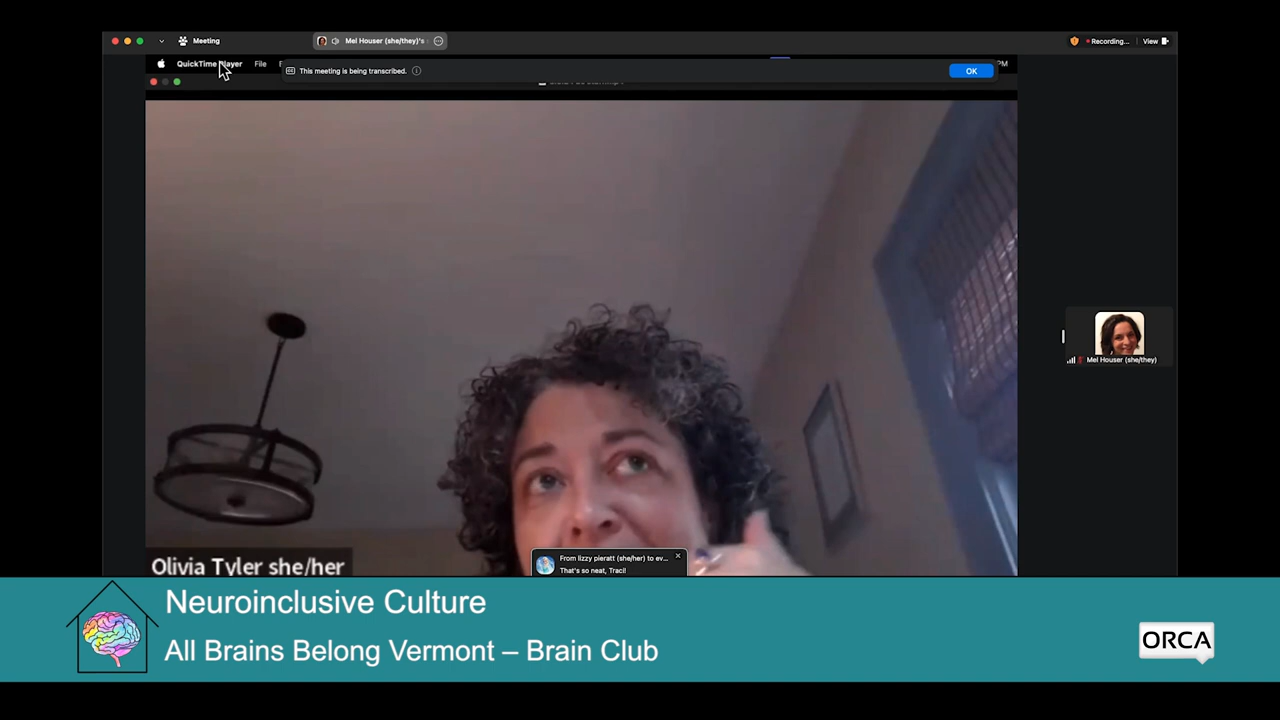 Meeting
Mel Houser (she/they)'s
Recording...
View
QuickTime Player
File
This meeting is being transcribed.
OK
PM
Mel Houser (she/they)
From lizzy pieratt (she/her) to ev...
That's so neat, Traci!
Olivia Tyler she/her
Neuroinclusive Culture
All Brains Belong Vermont – Brain Club
ORCA